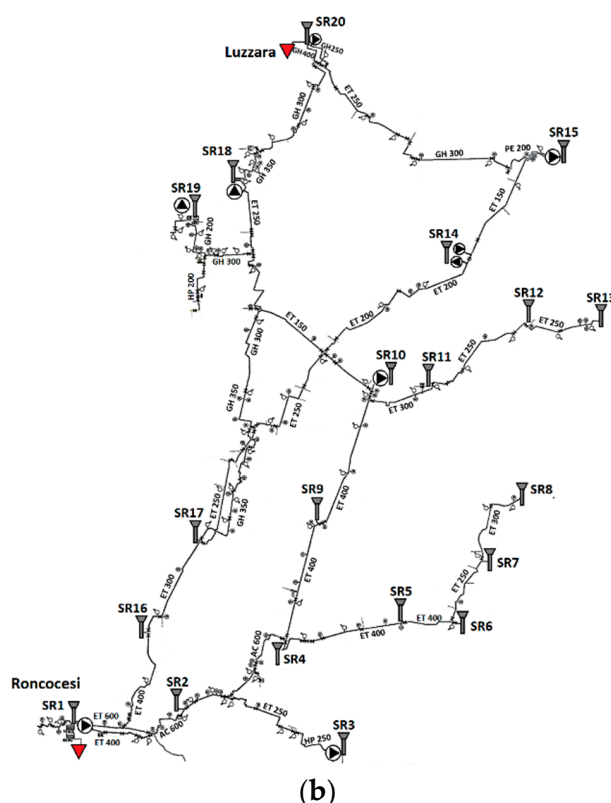 SR20
GH250
Luzzara
GH400
ET 250
GH 300
SR15
SR18
PE 200
GH 300
GH 350
SR19
ET 250
ET 150
GH 200
SR14
GH 300
HP 200
ET 200
SR12
SR13
ET 150
ET 200
ET 250
GH 300
SR10
SR11
ET 250
ET 300
GH 350
ET 250
SR9
ET 400
SR8
ET 250
GH 350
ET 300
SR17
SR7
ET 300
ET 400
ET 250
SR5
SR16
ET 400
SR6
ET 400
AC 600
SR4
Roncocesi
SR2
SR1
ET 400
ET 600
ET 250
SR3
ET 400
AC 600
HP 250
(b)